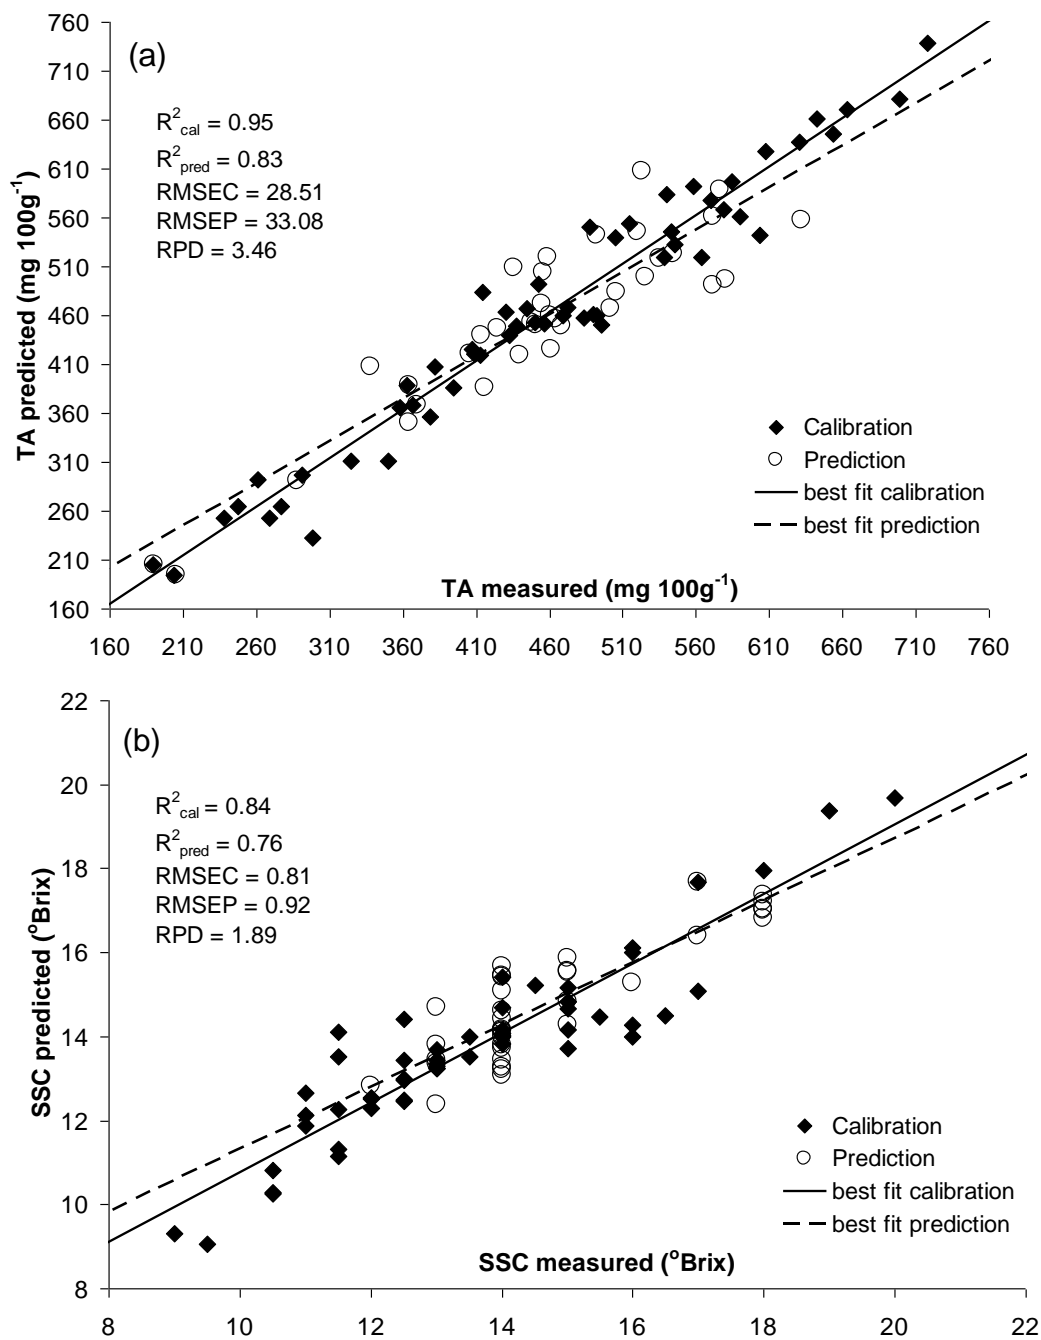 (a)
R²cal = 0.95
R²pred = 0.83
RMSEC = 28.51
RMSEP = 33.08
RPD = 3.46
TA predicted (mg 100g⁻¹)
760
710
660
610
560
510
460
410
360
310
260
210
160
Calibration
Prediction
best fit calibration
best fit prediction
TA measured (mg 100g⁻¹)
160 210 260 310 360 410 460 510 560 610 660 710 760
(b)
R²cal = 0.84
R²pred = 0.76
RMSEC = 0.81
RMSEP = 0.92
RPD = 1.89
SSC predicted (°Brix)
22
20
18
16
14
12
10
8
Calibration
Prediction
best fit calibration
best fit prediction
SSC measured (°Brix)
8 10 12 14 16 18 20 22